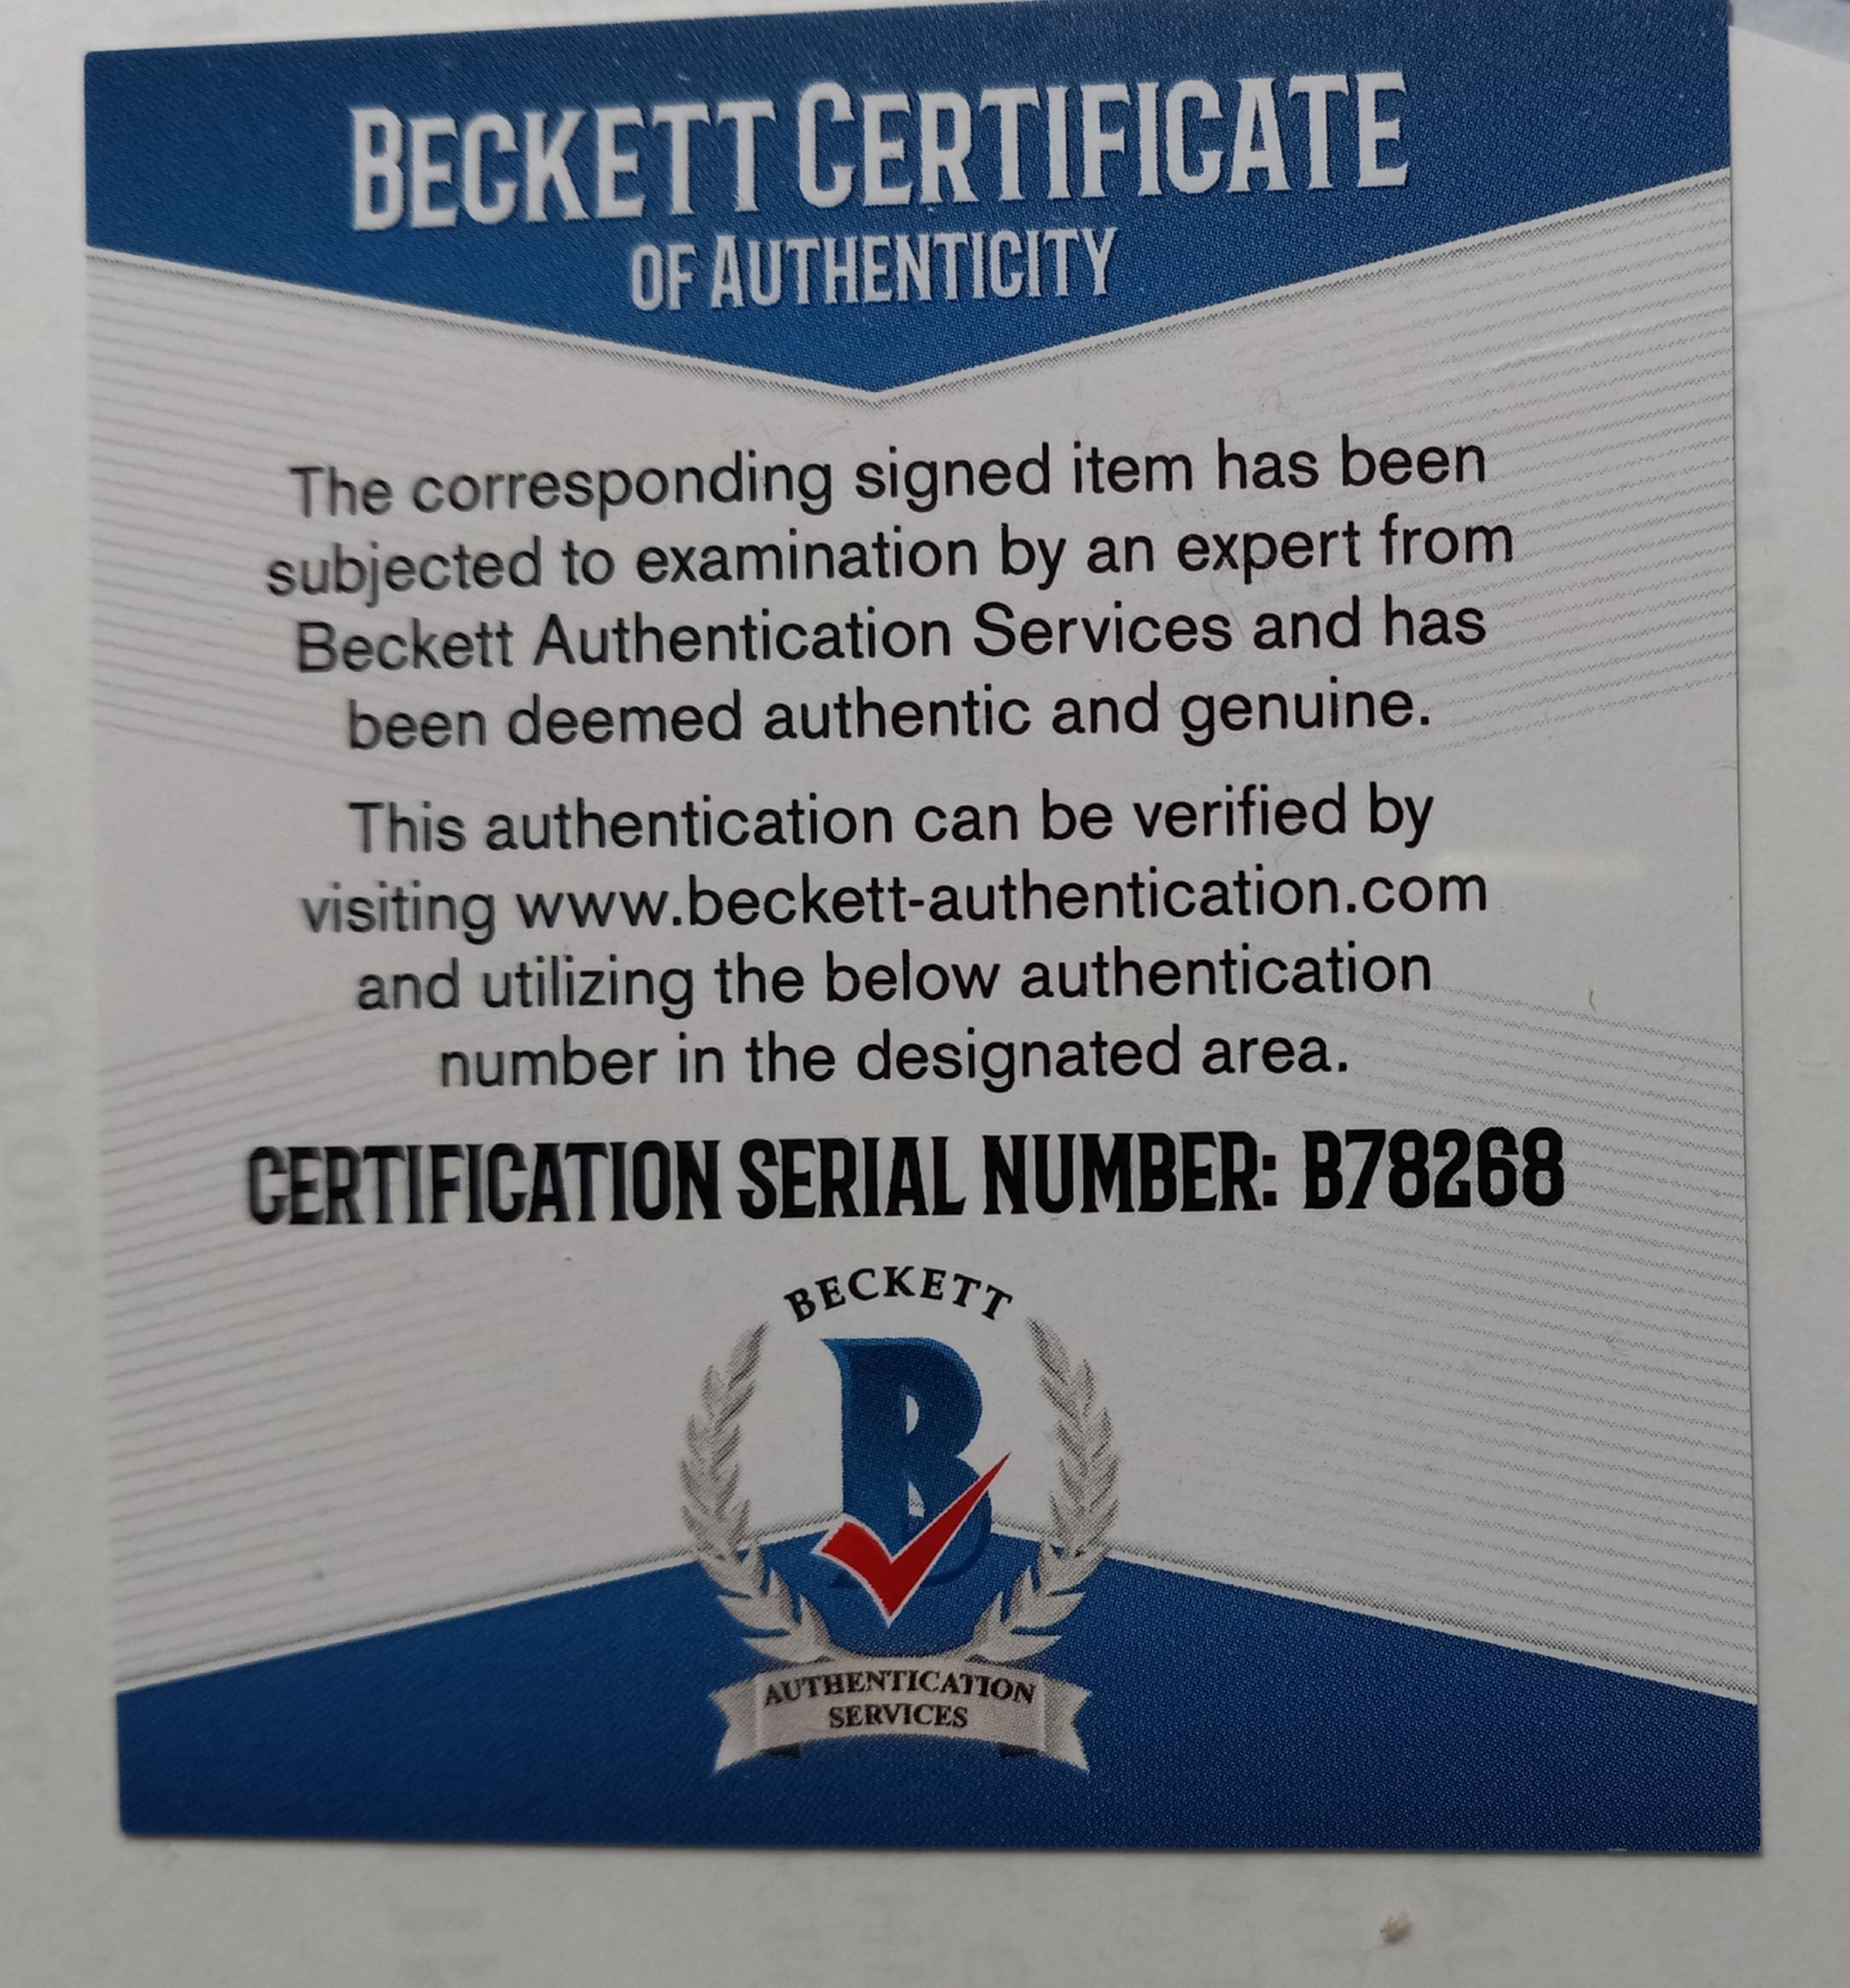 BECKETT CERTIFICATE
OF AUTHENTICITY
The corresponding signed item has been
subjected to examination by an expert from
Beckett Authentication Services and has
been deemed authentic and genuine.
This authentication can be verified by
visiting www.beckett-authentication.com
and utilizing the below authentication
number in the designated area.
CERTIFICATION SERIAL NUMBER: B78268
BECKETT
B
AUTHENTICATION
SERVICES